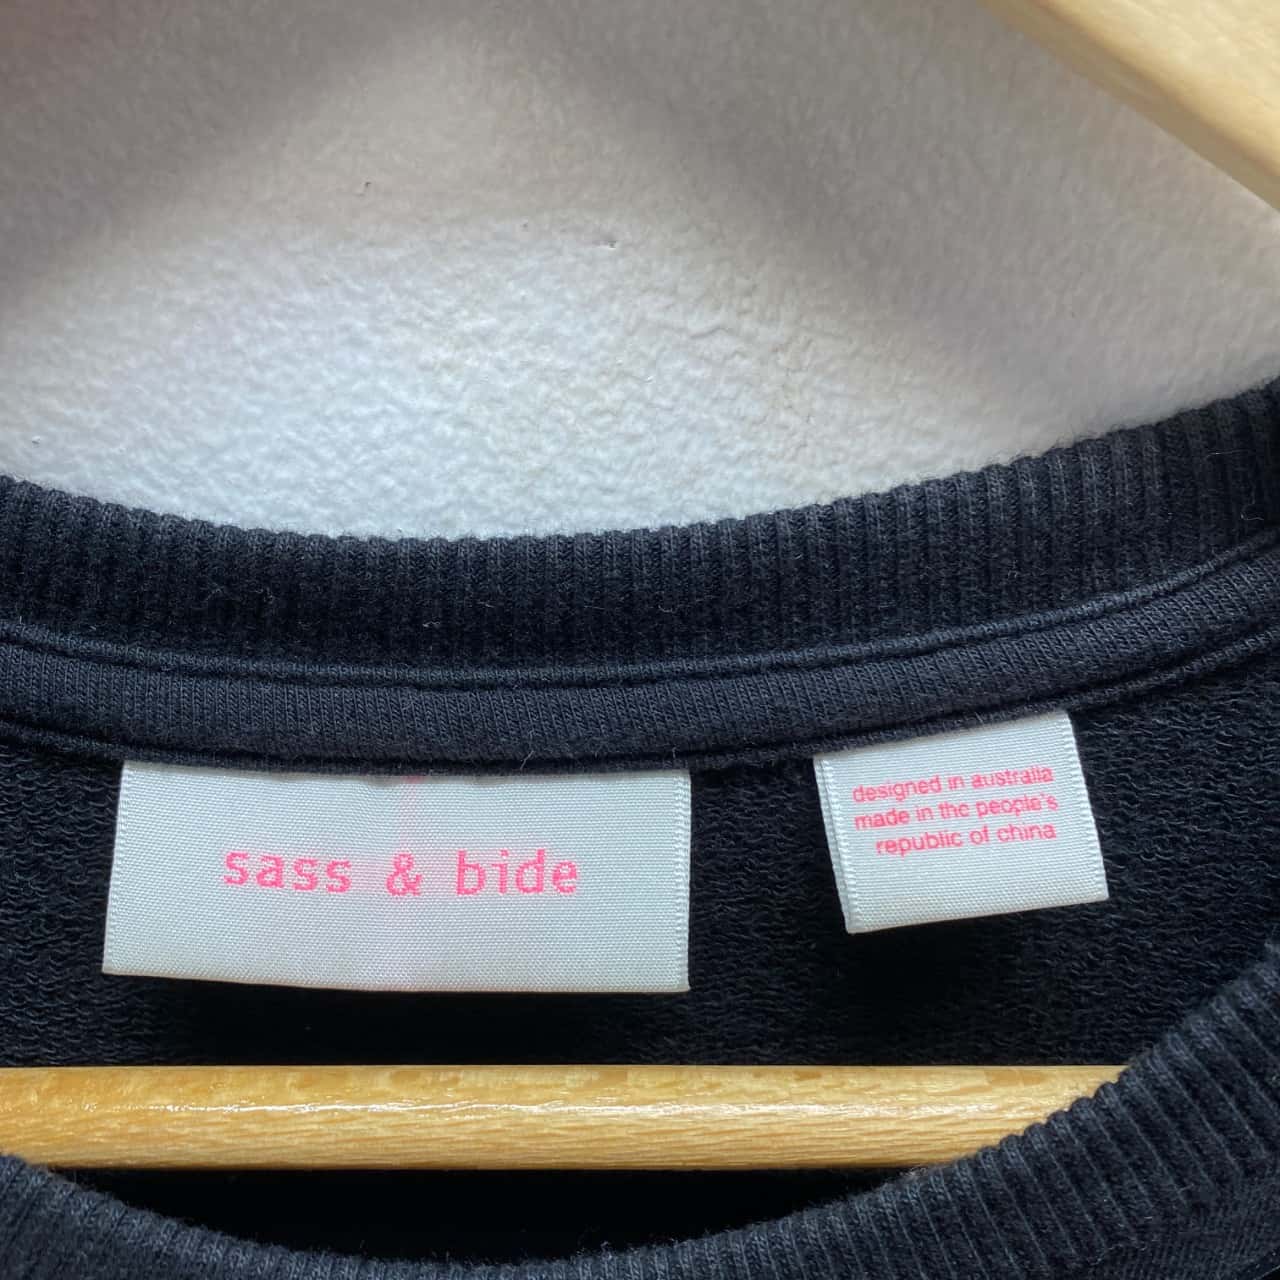 sass & bide
designed in australia
made in the people's
republic of china